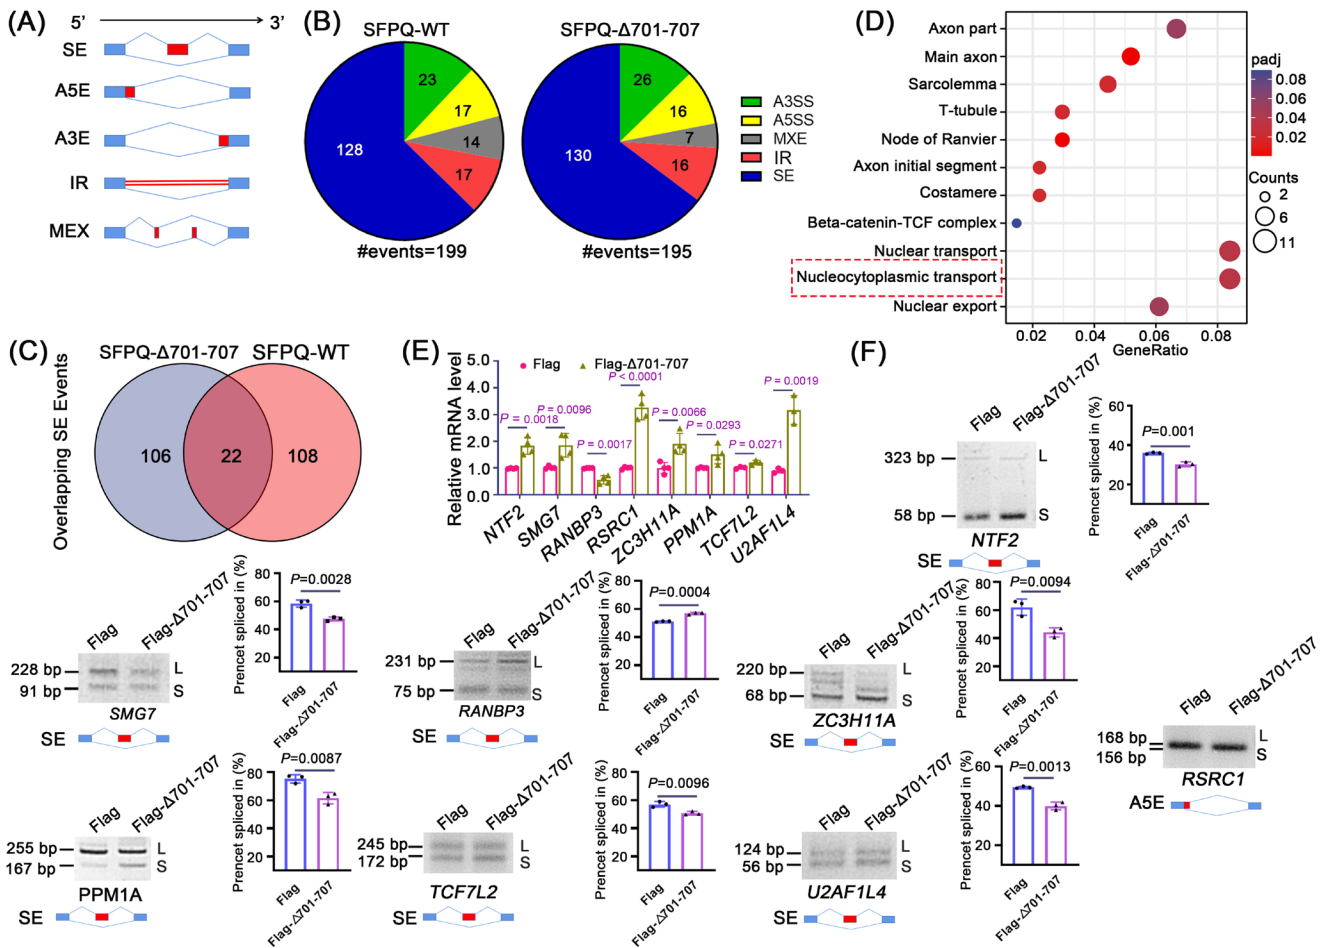 (A)
5’
3’
SE
A5E
A3E
IR
MEX
(B)
SFPQ-WT
SFPQ-Δ701-707
23
17
14
17
128
26
16
7
16
130
A3SS
A5SS
MXE
IR
SE
#events=199
#events=195
(D)
Axon part
Main axon
Sarcolemma
T-tubule
Node of Ranvier
Axon initial segment
Costamere
Beta-catenin-TCF complex
Nuclear transport
Nucleocytoplasmic transport
Nuclear export
0.02
0.04
0.06
0.08
GeneRatio
padj
0.08
0.06
0.04
0.02
Counts
2
6
11
(C)
SFPQ-Δ701-707
SFPQ-WT
Overlapping SE Events
106
22
108
(E)
Relative mRNA level
5.0
4.0
3.0
2.0
1.0
0.0
Flag
Flag-Δ701-707
P = 0.0018
P = 0.0096
P = 0.0017
P < 0.0001
P = 0.0066
P = 0.0293
P = 0.0271
P = 0.0019
NTF2
SMG7
RANBP3
RSRC1
ZC3H11A
PPM1A
TCF7L2
U2AF1L4
(F)
Flag
Flag-Δ701-707
323 bp
58 bp
L
S
NTF2
SE
Prencet spliced in (%)
60
40
20
P=0.001
Flag
Flag-Δ701-707
Flag
Flag-Δ701-707
228 bp
91 bp
L
S
SMG7
SE
Prencet spliced in (%)
80
60
40
20
P=0.0028
Flag
Flag-Δ701-707
Flag
Flag-Δ701-707
231 bp
75 bp
L
S
RANBP3
SE
Prencet spliced in (%)
80
60
40
20
P=0.0004
Flag
Flag-Δ701-707
Flag
Flag-Δ701-707
220 bp
68 bp
L
S
ZC3H11A
SE
Prencet spliced in (%)
80
60
40
20
P=0.0094
Flag
Flag-Δ701-707
Flag
Flag-Δ701-707
168 bp
156 bp
L
S
RSRC1
A5E
Flag
Flag-Δ701-707
255 bp
167 bp
L
S
PPM1A
SE
Prencet spliced in (%)
80
60
40
20
P=0.0087
Flag
Flag-Δ701-707
Flag
Flag-Δ701-707
245 bp
172 bp
L
S
TCF7L2
SE
Prencet spliced in (%)
80
60
40
20
P=0.0096
Flag
Flag-Δ701-707
Flag
Flag-Δ701-707
124 bp
56 bp
L
S
U2AF1L4
SE
Prencet spliced in (%)
60
40
20
P=0.0013
Flag
Flag-Δ701-707